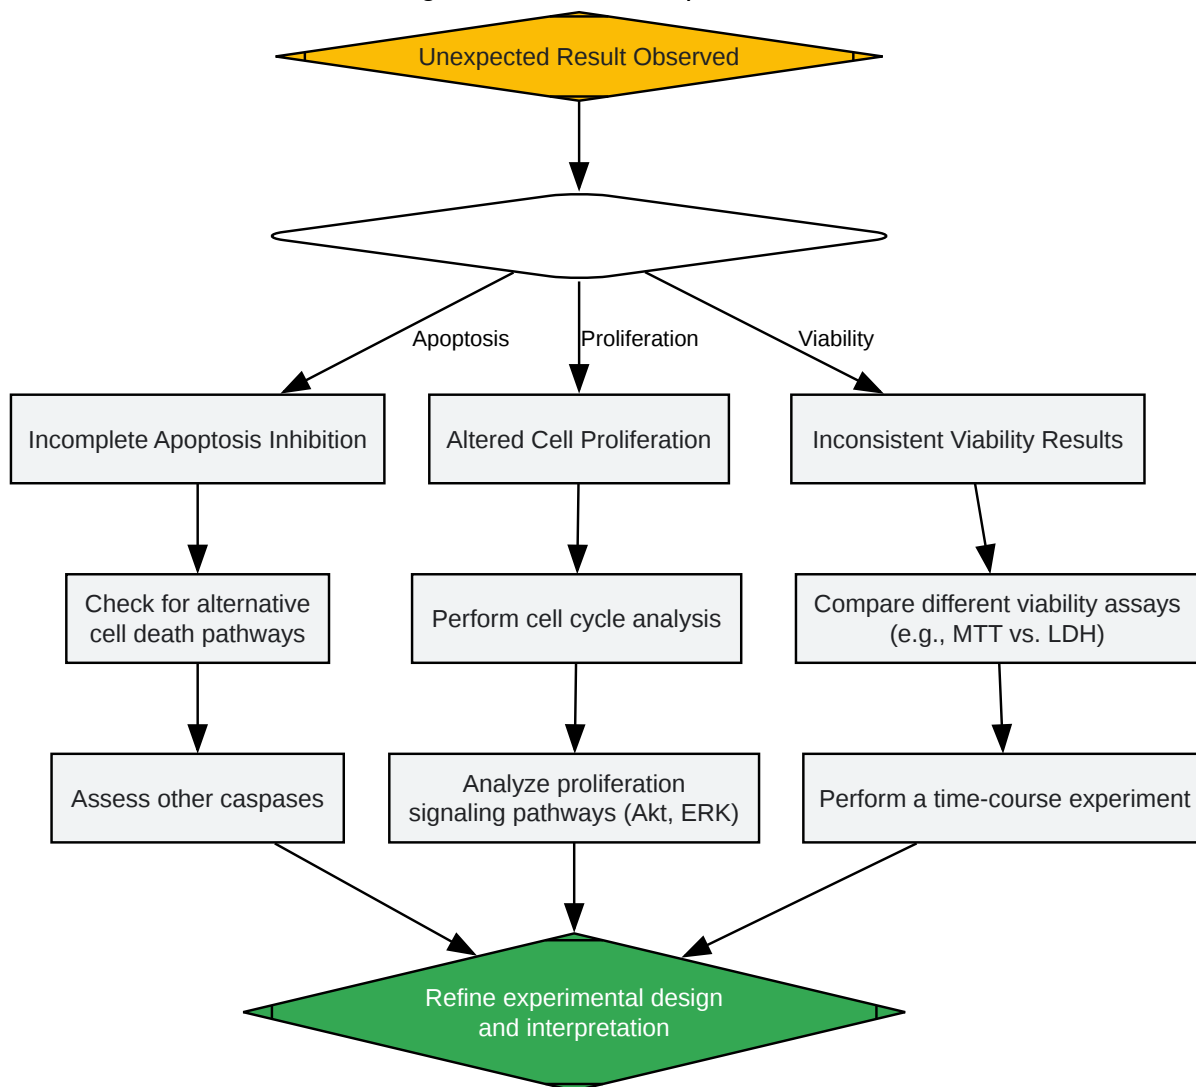 Unexpected Result Observed
Apoptosis
Proliferation
Viability
Incomplete Apoptosis Inhibition
Altered Cell Proliferation
Inconsistent Viability Results
Check for alternative
cell death pathways
Perform cell cycle analysis
Compare different viability assays
(e.g., MTT vs. LDH)
Assess other caspases
Analyze proliferation
signaling pathways (Akt, ERK)
Perform a time-course experiment
Refine experimental design
and interpretation